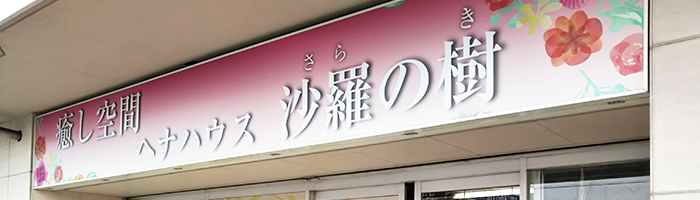 癒し空間
ヘナハウス 沙羅の樹
さら き